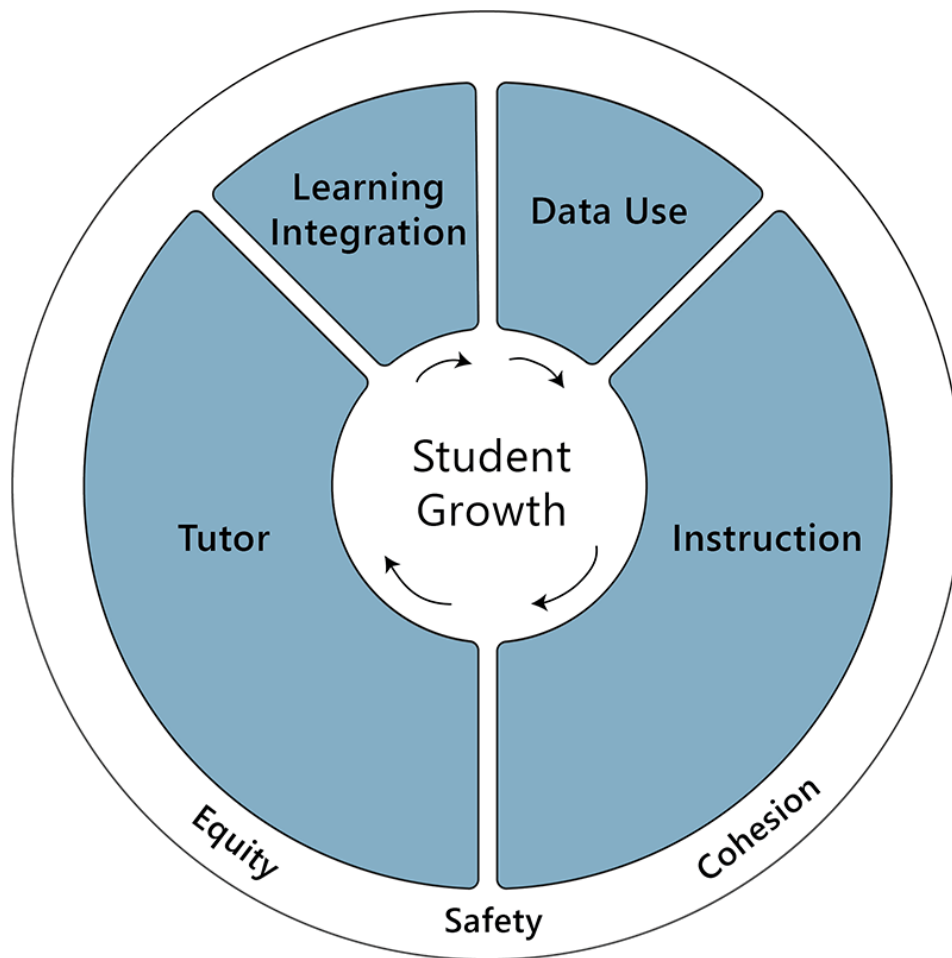 Learning
Integration
Data Use
Student
Growth
Tutor
Instruction
Equity
Safety
Cohesion